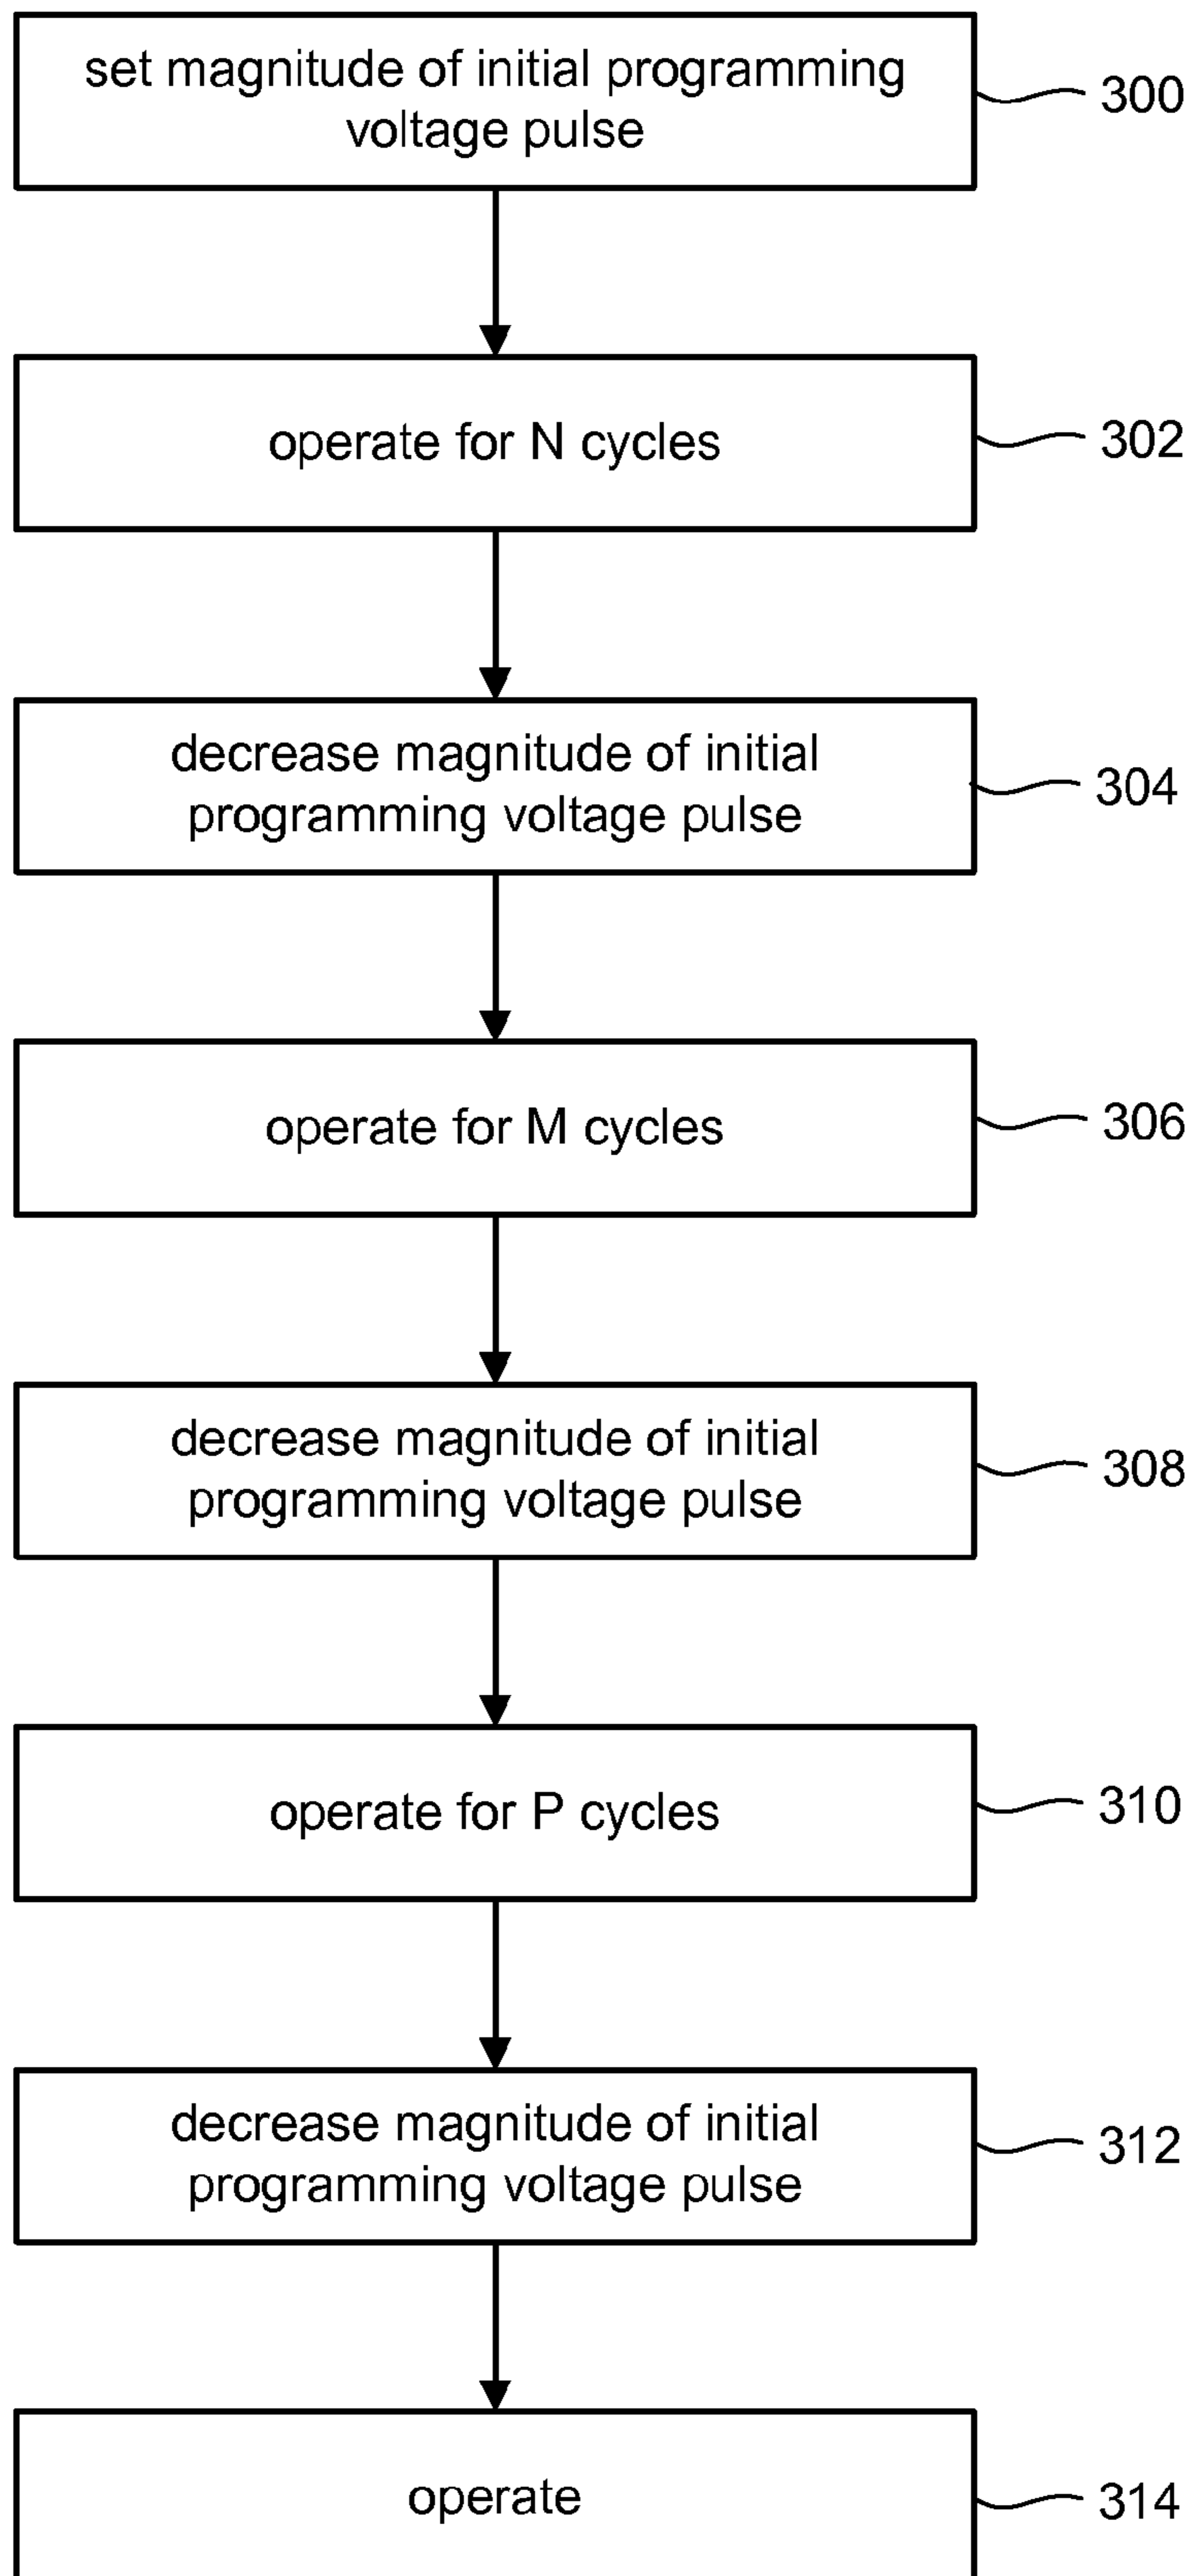 set magnitude of initial programming
voltage pulse
300
operate for N cycles
302
decrease magnitude of initial
programming voltage pulse
304
operate for M cycles
306
decrease magnitude of initial
programming voltage pulse
308
operate for P cycles
310
decrease magnitude of initial
programming voltage pulse
312
operate
314